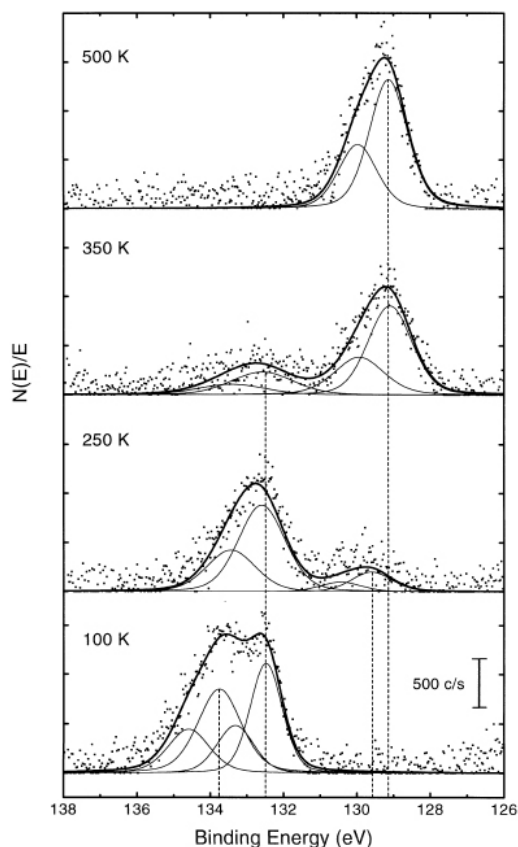 500 K
350 K
250 K
100 K
500 c/s
N(E)/E
138 136 134 132 130 128 126
Binding Energy (eV)